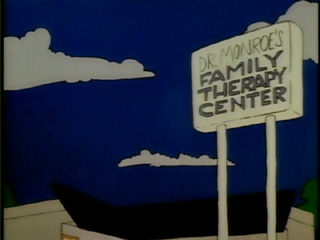 DR. MONROE'S
FAMILY
THERAPY
CENTER